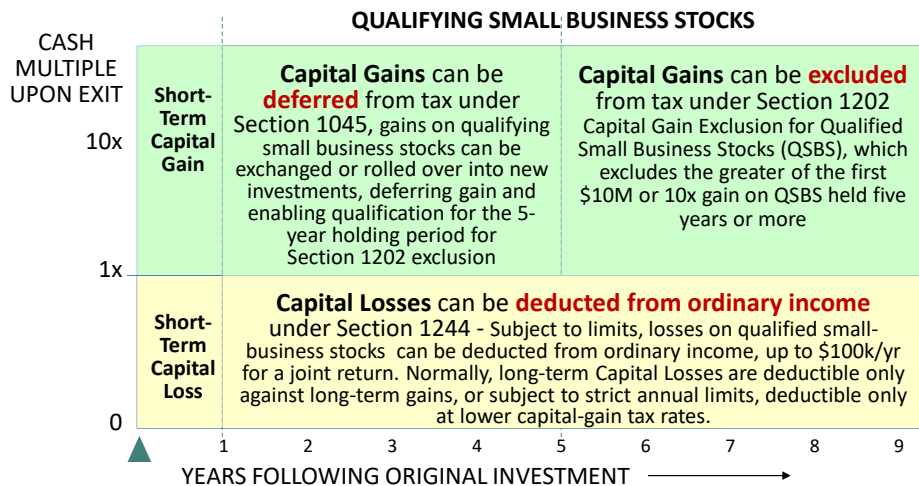 QUALIFYING SMALL BUSINESS STOCKS
CASH
MULTIPLE
UPON EXIT
10x
1x
0
Short-
Term
Capital
Gain
Capital Gains can be
deferred from tax under
Section 1045, gains on qualifying
small business stocks can be
exchanged or rolled over into new
investments, deferring gain and
enabling qualification for the 5-
year holding period for
Section 1202 exclusion
Capital Gains can be excluded
from tax under Section 1202
Capital Gain Exclusion for Qualified
Small Business Stocks (QSBS), which
excludes the greater of the first
$10M or 10x gain on QSBS held five
years or more
Short-
Term
Capital
Loss
Capital Losses can be deducted from ordinary income
under Section 1244 - Subject to limits, losses on qualified small-
business stocks can be deducted from ordinary income, up to $100k/yr
for a joint return. Normally, long-term Capital Losses are deductible only
against long-term gains, or subject to strict annual limits, deductible only
at lower capital-gain tax rates.
1 2 3 4 5 6 7 8 9
YEARS FOLLOWING ORIGINAL INVESTMENT